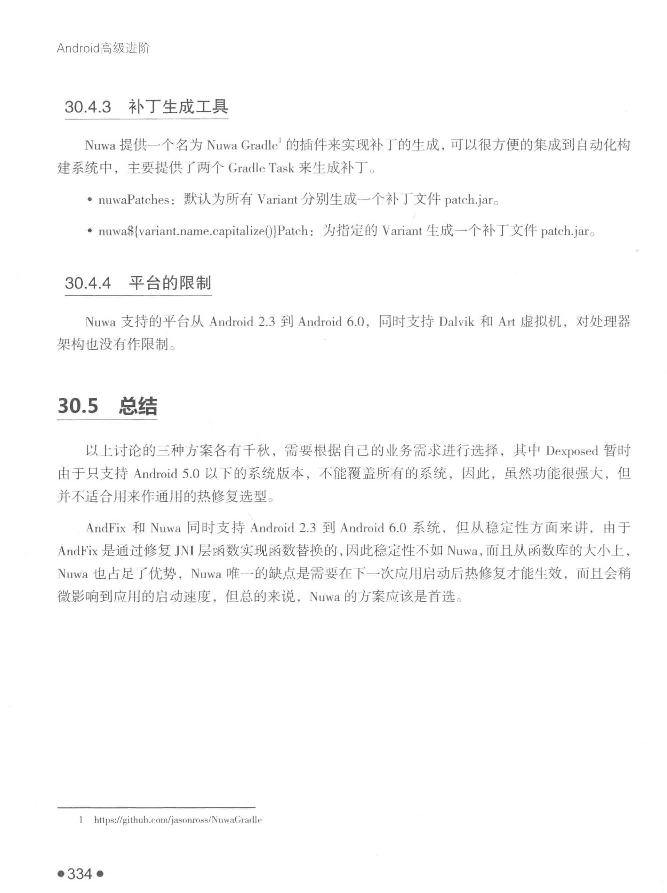 Android高级进阶
30.4.3 补丁生成工具
Nuwa 提供一个名为 Nuwa Gradle1 的插件来实现补丁的生成，可以很方便的集成到自动化构
建系统中，主要提供了两个 Gradle Task 来生成补丁。
• nuwaPatches：默认为所有 Variant 分别生成一个补丁文件 patch.jar。
• nuwa${variant.name.capitalize()}Patch：为指定的 Variant 生成一个补丁文件 patch.jar。
30.4.4 平台的限制
Nuwa 支持的平台从 Android 2.3 到 Android 6.0，同时支持 Dalvik 和 Art 虚拟机，对处理器
架构也没有作限制。
30.5 总结
以上讨论的三种方案各有千秋，需要根据自己的业务需求进行选择，其中 Dexposed 暂时
由于只支持 Android 5.0 以下的系统版本，不能覆盖所有的系统，因此，虽然功能很强大，但
并不适合用来作通用的热修复选型。
AndFix 和 Nuwa 同时支持 Android 2.3 到 Android 6.0 系统，但从稳定性方面来讲，由于
AndFix 是通过修复 JNI 层函数实现函数替换的，因此稳定性不如 Nuwa，而且从函数库的大小上，
Nuwa 也占足了优势，Nuwa 唯一的缺点是需要在下一次应用启动后热修复才能生效，而且会稍
微影响到应用的启动速度，但总的来说，Nuwa 的方案应该是首选。
1 https://github.com/jasonross/NuwaGradle
●334●